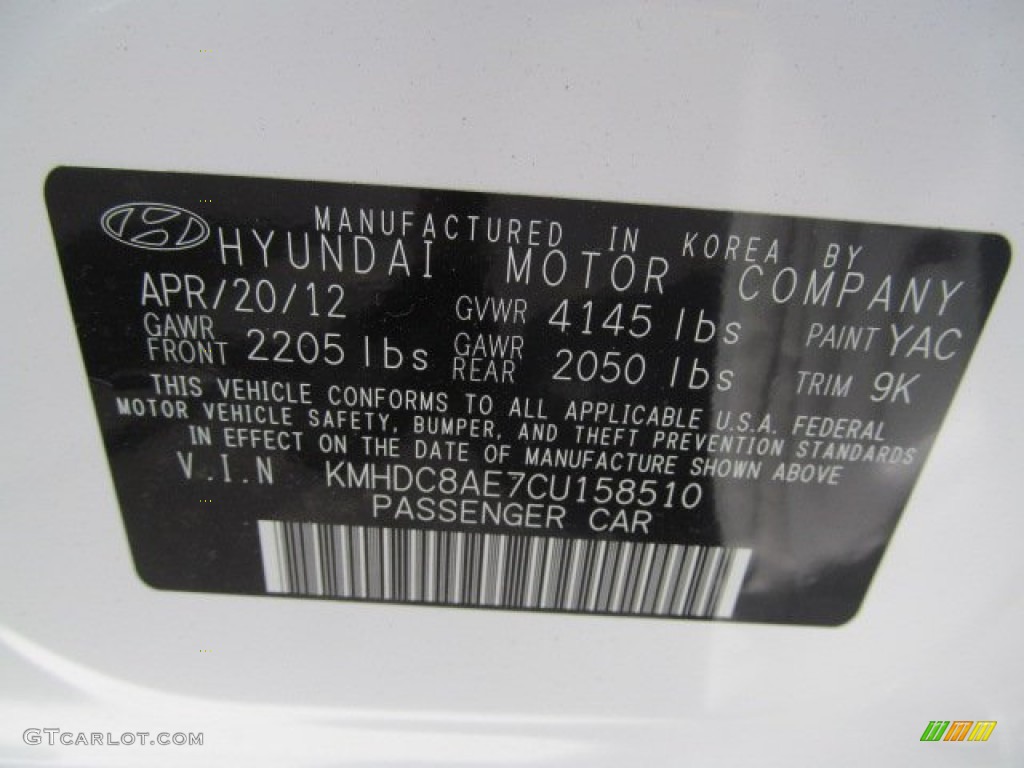 MANUFACTURED IN KOREA BY
HYUNDAI MOTOR COMPANY
APR/20/12 GVWR 4145 lbs PAINT YAC
GAWR FRONT 2205 lbs GAWR REAR 2050 lbs TRIM 9K
THIS VEHICLE CONFORMS TO ALL APPLICABLE U.S.A. FEDERAL
MOTOR VEHICLE SAFETY, BUMPER, AND THEFT PREVENTION STANDARDS
IN EFFECT ON THE DATE OF MANUFACTURE SHOWN ABOVE
V.I.N KMHDC8AE7CU158510
PASSENGER CAR
GTCARLOT.COM